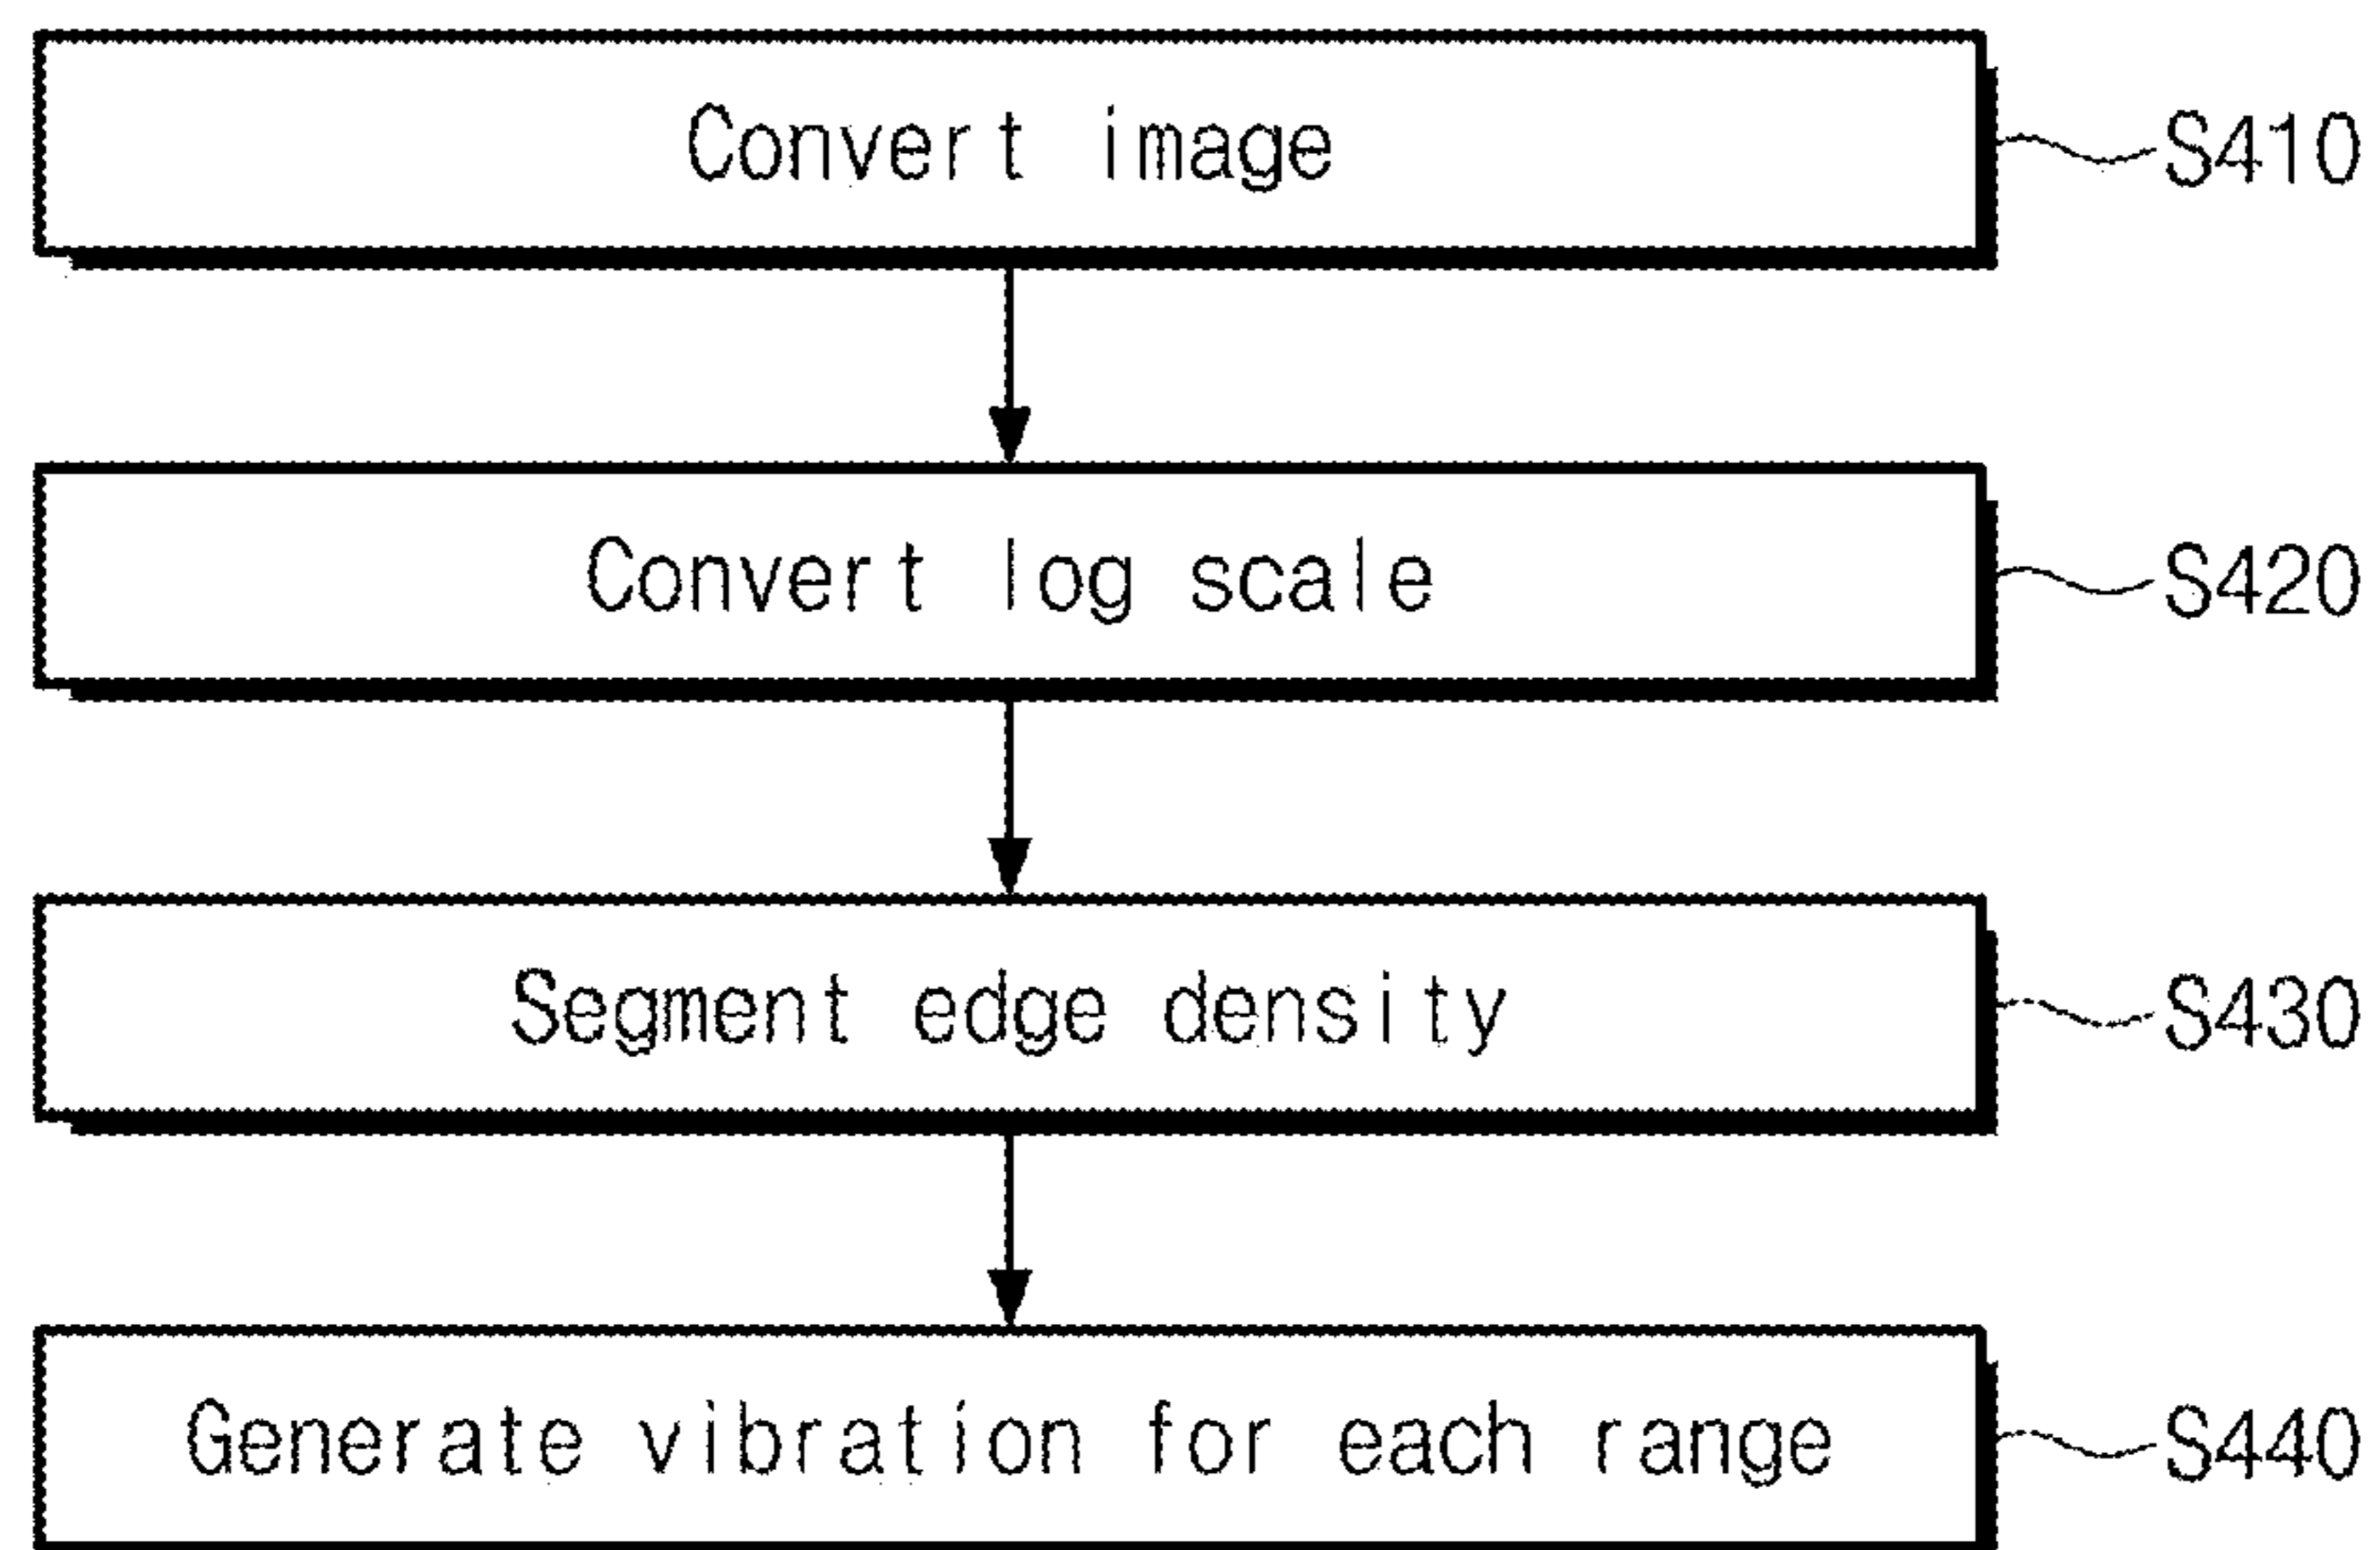 Convert image
S410
Convert log scale
S420
Segment edge density
S430
Generate vibration for each range
S440